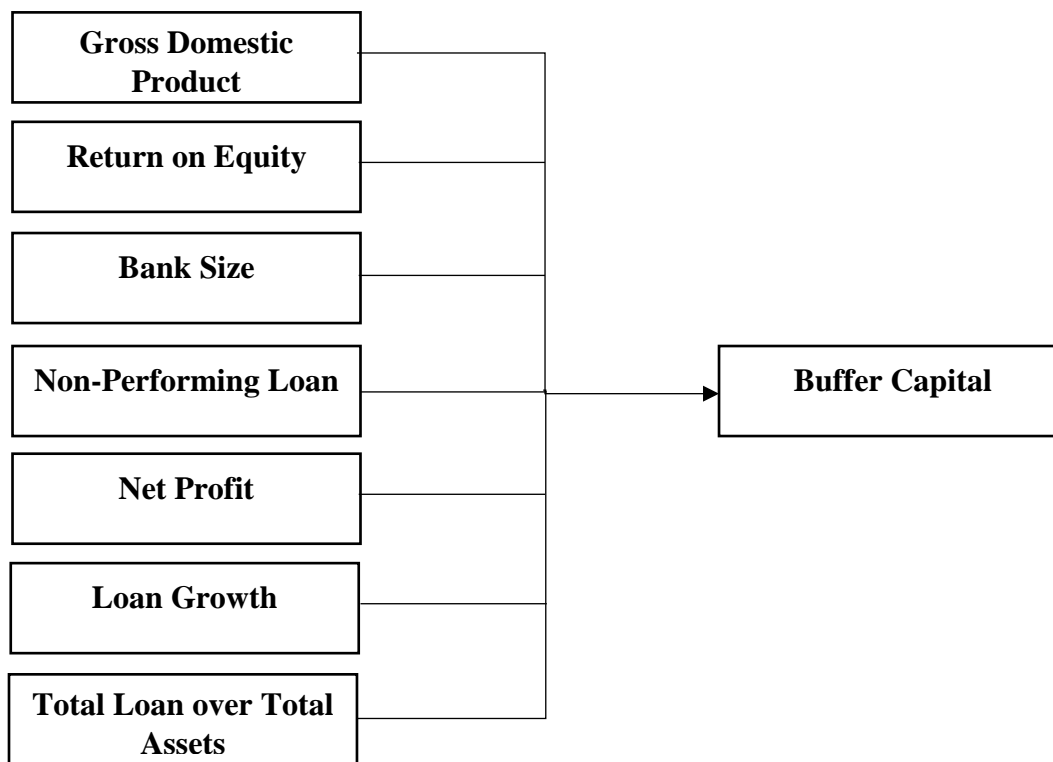 Gross Domestic
Product
Return on Equity
Bank Size
Non-Performing Loan
Buffer Capital
Net Profit
Loan Growth
Total Loan over Total
Assets